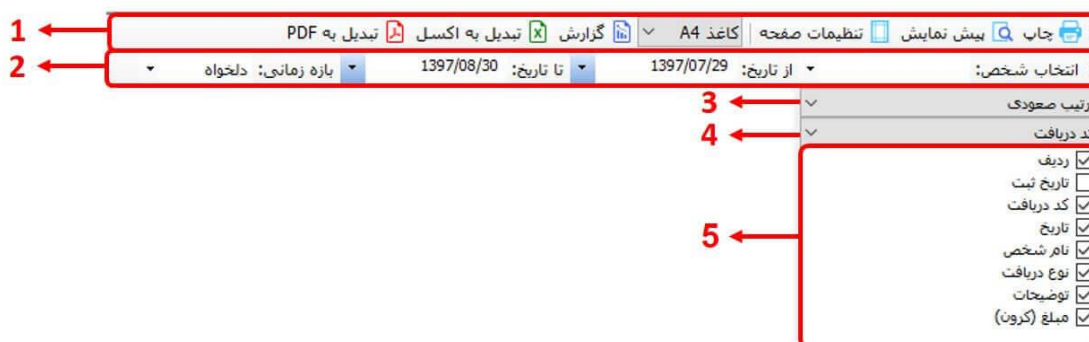 چاپ پیش نمایش تنظیمات صفحه کاغذ A4 گزارش تبدیل به اکسل تبدیل به PDF 1
انتخاب شخص: از تاریخ: 1397/07/29 تا تاریخ: 1397/08/30 بازه زمانی: دلخواه 2
رتیب صعودی 3
د دریافت 4
ردیف
تاریخ ثبت
کد دریافت
تاریخ
نام شخص 5
نوع دریافت
توضیحات
مبلغ (کرون)